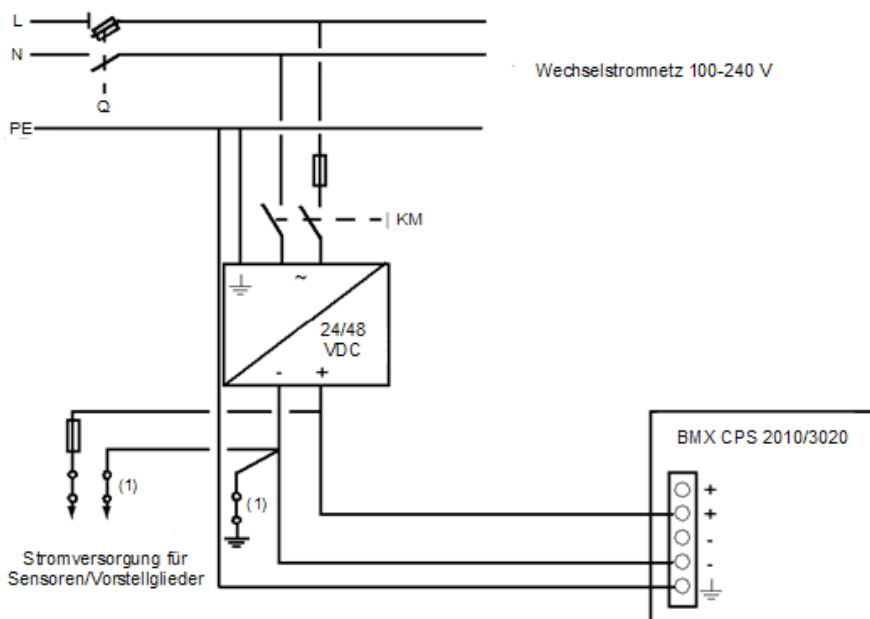 L
N
Wechselstromnetz 100-240 V
Q
PE
KM
~
24/48
VDC
- +
BMX CPS 2010/3020
+
(1)
(1)
+
-
-
Stromversorgung für
Sensoren/Vorstellglieder